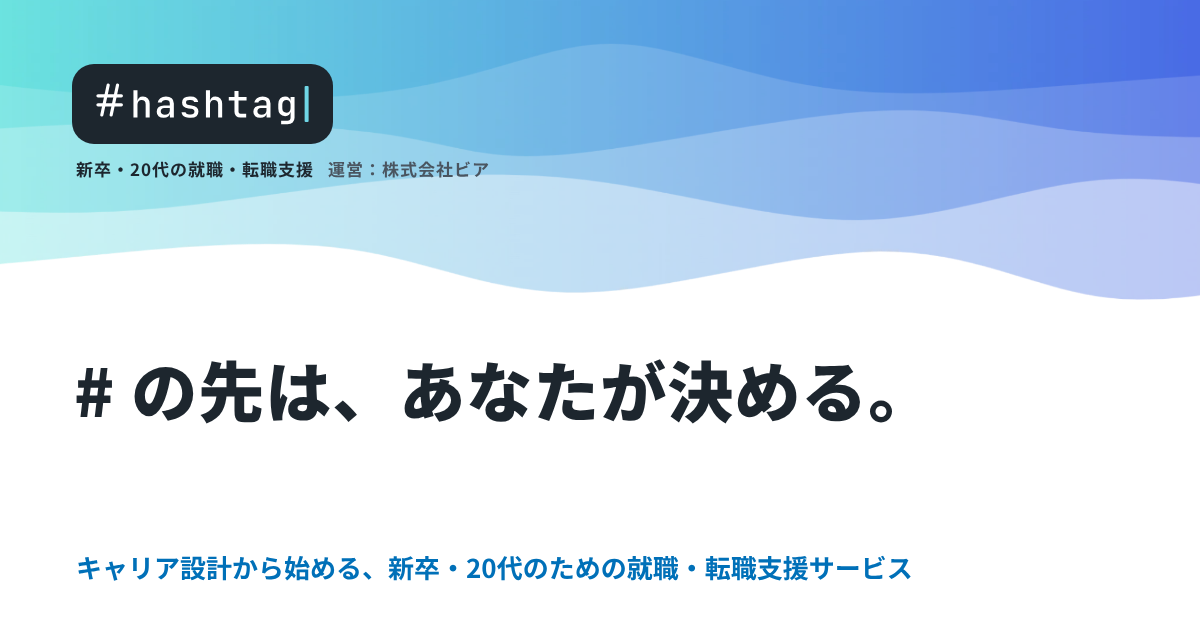 #hashtag
新卒・20代の就職・転職支援 運営：株式会社ビア
# の先は、あなたが決める。
キャリア設計から始める、新卒・20代のための就職・転職支援サービス